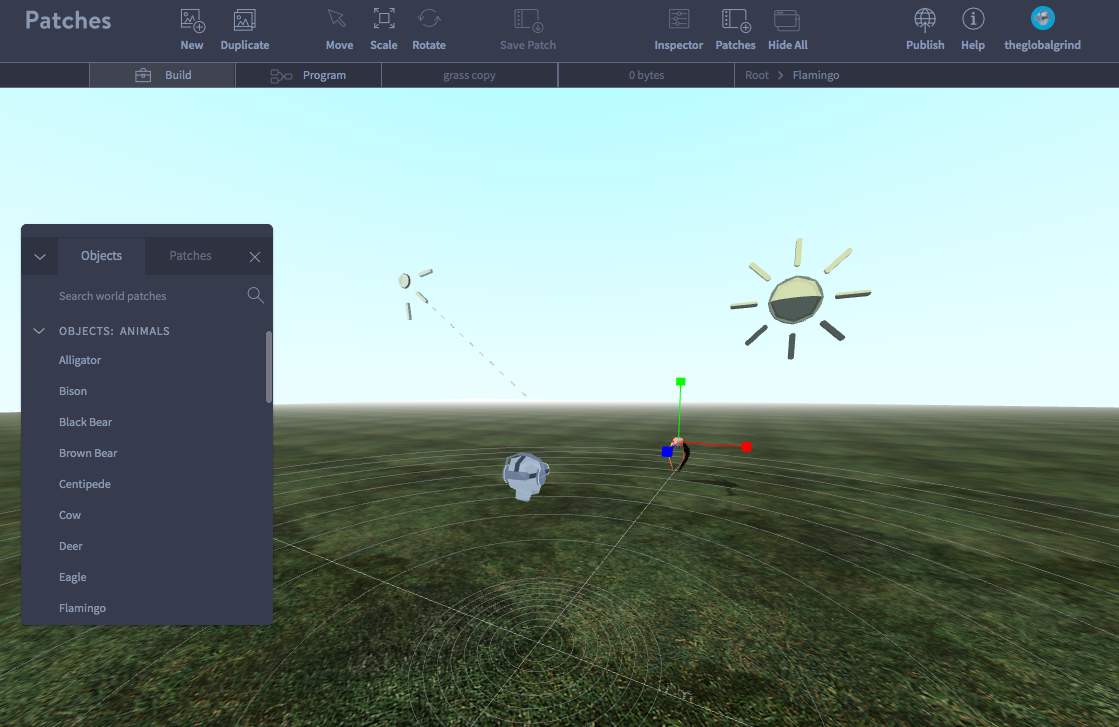 Patches
New Duplicate Move Scale Rotate Save Patch Inspector Patches Hide All Publish Help theglobalgrind
Build Program grass copy 0 bytes Root > Flamingo
Objects Patches
Search world patches
OBJECTS: ANIMALS
Alligator
Bison
Black Bear
Brown Bear
Centipede
Cow
Deer
Eagle
Flamingo